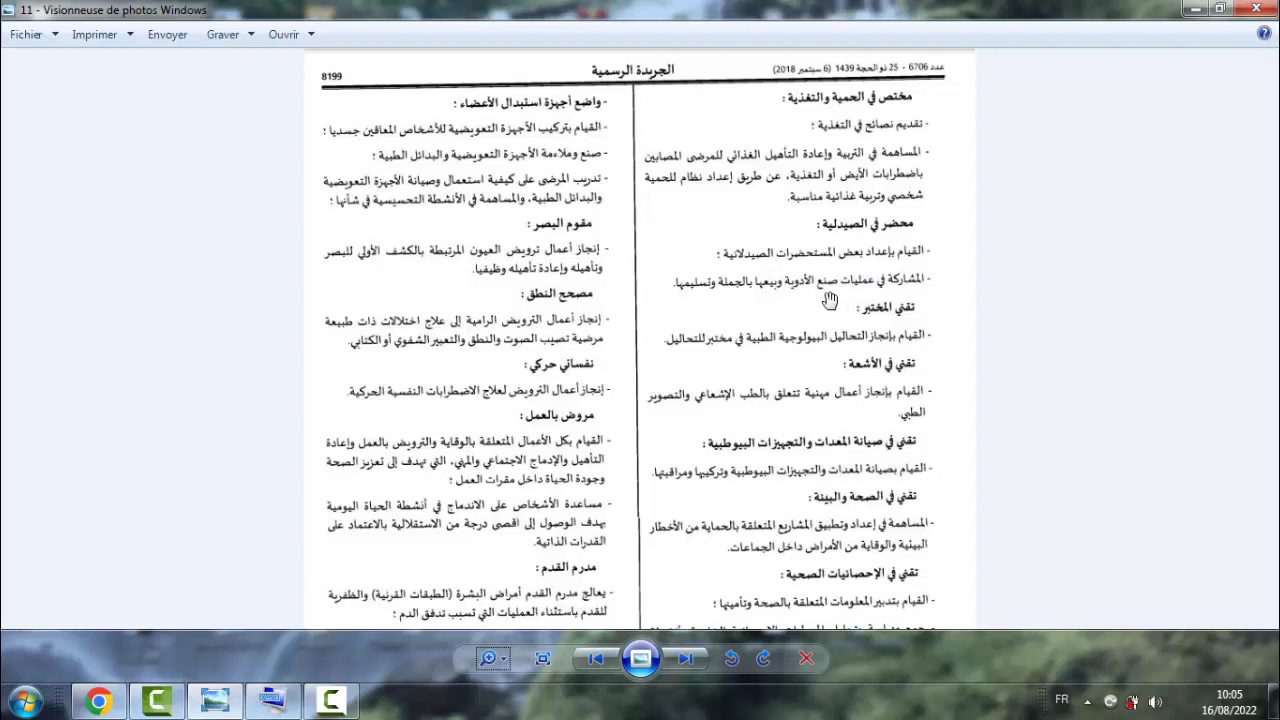 11 - Visionneuse de photos Windows
Fichier
Imprimer
Envoyer
Graver
Ouvrir
عدد 6706 - 25 ذو الحجة 1439 (6 سبتمبر 2018)
الجريدة الرسمية
8199
مختص في الحمية والتغذية :
- تقديم نصائح في التغذية ؛
- المساهمة في التربية وإعادة التأهيل الغذائي للمرضى المصابين
باضطرابات الأيض أو التغذية، عن طريق إعداد نظام للحمية
شخصي وتربية غذائية مناسبة.
محضر في الصيدلية :
- القيام بإعداد بعض المستحضرات الصيدلانية ؛
- المشاركة في عمليات صنع الأدوية وبيعها بالجملة وتسليمها.
تقني المختبر :
- القيام بإنجاز التحاليل البيولوجية الطبية في مختبر للتحاليل.
تقني في الأشعة :
- القيام بإنجاز أعمال مهنية تتعلق بالطب الإشعاعي والتصوير
الطبي.
تقني في صيانة المعدات والتجهيزات البيوطبية :
- القيام بصيانة المعدات والتجهيزات البيوطبية وتركيبها ومراقبتها.
تقني في الصحة والبيئة :
- المساهمة في إعداد وتطبيق المشاريع المتعلقة بالحماية من الأخطار
البيئية والوقاية من الأمراض داخل الجماعات.
تقني في الإحصائيات الصحية :
- القيام بتدبير المعلومات المتعلقة بالصحة وتأمينها ؛
- واضع أجهزة استبدال الأعضاء :
- القيام بتركيب الأجهزة التعويضية للأشخاص المعاقين جسديا ؛
- صنع وملاءمة الأجهزة التعويضية والبدائل الطبية ؛
- تدريب المرضى على كيفية استعمال وصيانة الأجهزة التعويضية
والبدائل الطبية، والمساهمة في الأنشطة التحسيسية في شأنها ؛
مقوم البصر :
- إنجاز أعمال ترويض العيون المرتبطة بالكشف الأولي للبصر
وتأهيله وإعادة تأهيله وظيفيا.
مصحح النطق :
- إنجاز أعمال الترويض الرامية إلى علاج اختلالات ذات طبيعة
مرضية تصيب الصوت والنطق والتعبير الشفوي أو الكتابي.
نفساني حركي :
- إنجاز أعمال الترويض لعلاج الاضطرابات النفسية الحركية.
مروض بالعمل :
- القيام بكل الأعمال المتعلقة بالوقاية والترويض بالعمل وإعادة
التأهيل والإدماج الاجتماعي والمهني، التي تهدف إلى تعزيز الصحة
وجودة الحياة داخل مقرات العمل ؛
- مساعدة الأشخاص على الاندماج في أنشطة الحياة اليومية
بهدف الوصول إلى اقصى درجة من الاستقلالية بالاعتماد على
القدرات الذاتية.
مدرم القدم :
- يعالج مدرم القدم أمراض البشرة (الطبقات القرنية) والظفرية
للقدم باستثناء العمليات التي تسبب تدفق الدم ؛
FR
10:05
16/08/2022